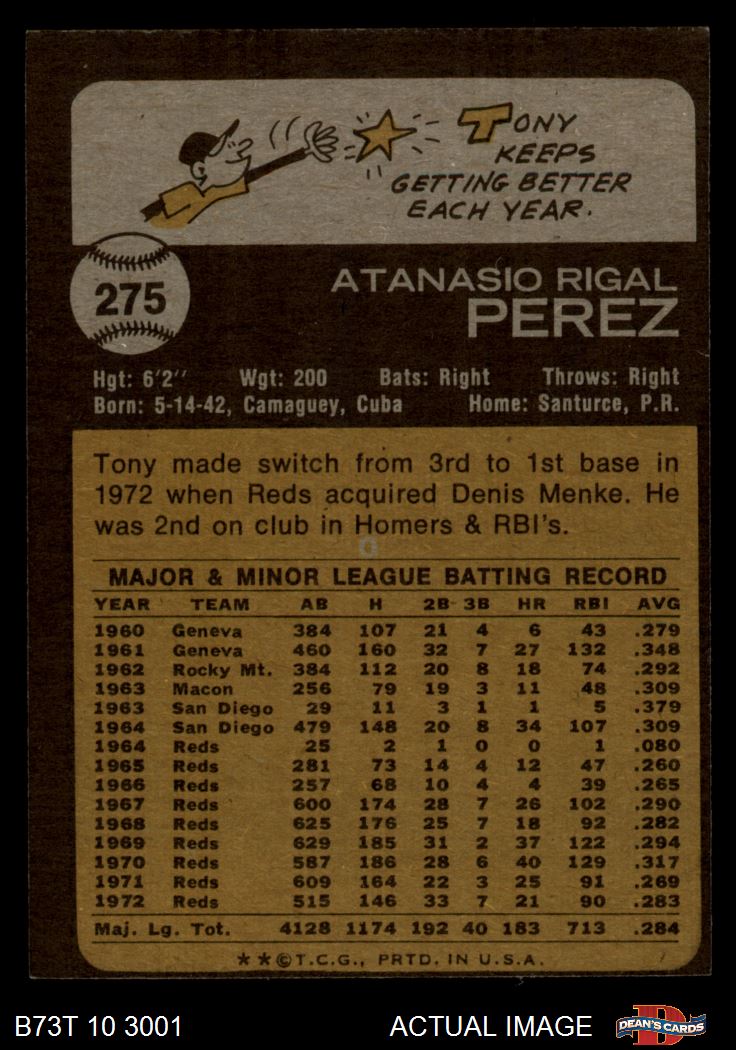 TONY
KEEPS
GETTING BETTER
EACH YEAR.
275
ATANASIO RIGAL
PEREZ
Hgt: 6'2" Wgt: 200 Bats: Right Throws: Right
Born: 5-14-42, Camaguey, Cuba Home: Santurce, P.R.
Tony made switch from 3rd to 1st base in
1972 when Reds acquired Denis Menke. He
was 2nd on club in Homers & RBI's.
MAJOR & MINOR LEAGUE BATTING RECORD
YEAR TEAM AB H 2B 3B HR RBI AVG
1960 Geneva 384 107 21 4 6 43 .279
1961 Geneva 460 160 32 7 27 132 .348
1962 Rocky Mt. 384 112 20 8 18 74 .292
1963 Macon 256 79 19 3 11 48 .309
1963 San Diego 29 11 3 1 1 5 .379
1964 San Diego 479 148 20 8 34 107 .309
1964 Reds 25 2 1 0 0 1 .080
1965 Reds 281 73 14 4 12 47 .260
1966 Reds 257 68 10 4 4 39 .265
1967 Reds 600 174 28 7 26 102 .290
1968 Reds 625 176 25 7 18 92 .282
1969 Reds 629 185 31 2 37 122 .294
1970 Reds 587 186 28 6 40 129 .317
1971 Reds 609 164 22 3 25 91 .269
1972 Reds 515 146 33 7 21 90 .283
Maj. Lg. Tot. 4128 1174 192 40 183 713 .284
**©T.C.G., PRTD. IN U.S.A.
B73T 10 3001 ACTUAL IMAGE DEAN'S CARDS